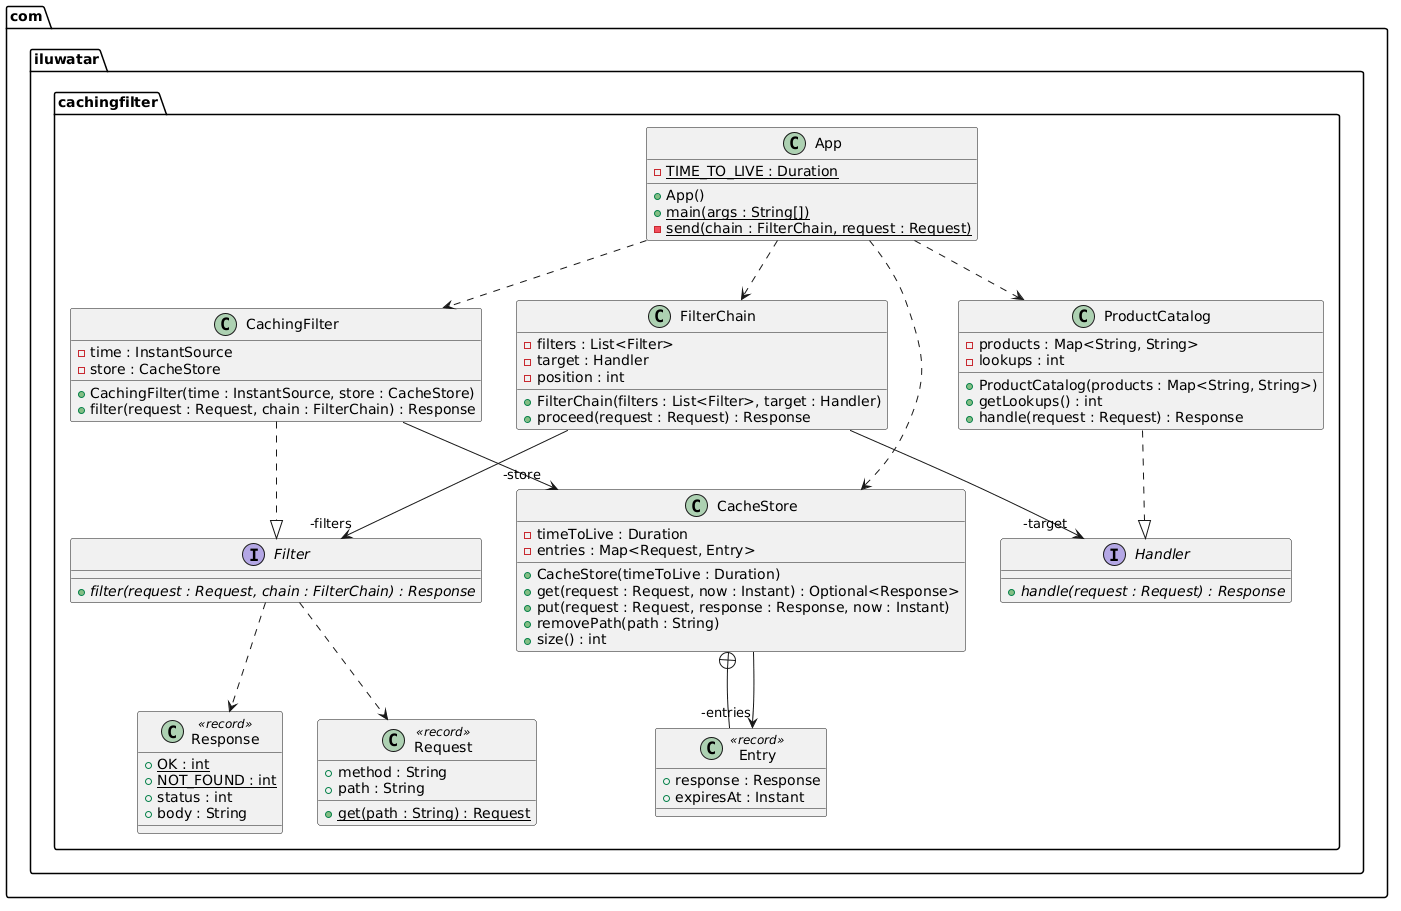 com
iluwatar
cachingfilter
C App
TIME_TO_LIVE : Duration
App()
main(args : String[])
send(chain : FilterChain, request : Request)
C CachingFilter
time : InstantSource
store : CacheStore
CachingFilter(time : InstantSource, store : CacheStore)
filter(request : Request, chain : FilterChain) : Response
C FilterChain
filters : List<Filter>
target : Handler
position : int
FilterChain(filters : List<Filter>, target : Handler)
proceed(request : Request) : Response
C ProductCatalog
products : Map<String, String>
lookups : int
ProductCatalog(products : Map<String, String>)
getLookups() : int
handle(request : Request) : Response
-store
-filters
-target
I Filter
filter(request : Request, chain : FilterChain) : Response
C CacheStore
timeToLive : Duration
entries : Map<Request, Entry>
CacheStore(timeToLive : Duration)
get(request : Request, now : Instant) : Optional<Response>
put(request : Request, response : Response, now : Instant)
removePath(path : String)
size() : int
I Handler
handle(request : Request) : Response
-entries
C «record»
Response
OK : int
NOT_FOUND : int
status : int
body : String
C «record»
Request
method : String
path : String
get(path : String) : Request
C «record»
Entry
response : Response
expiresAt : Instant